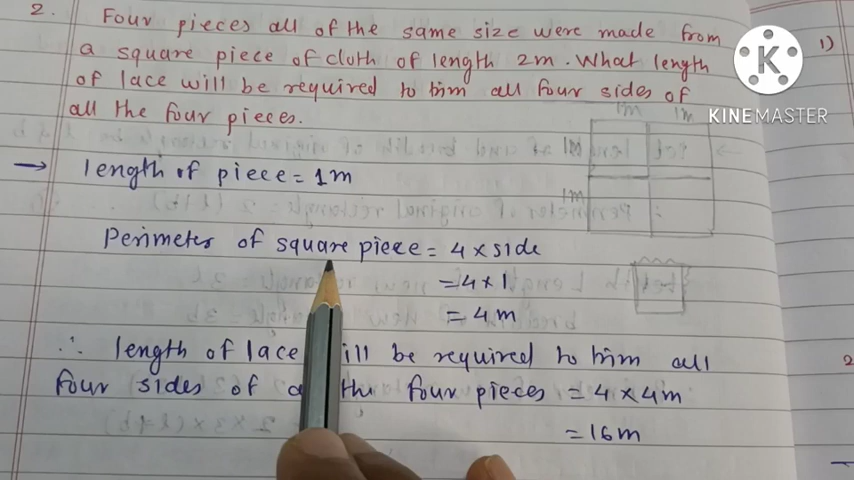 2. Four pieces all of the same size were made from
a square piece of cloth of length 2m. What length
of lace will be required to trim all four sides of
all the four pieces.
1)
K
KINEMASTER
1m 1m
1m
1m
→ length of piece = 1m
Perimeter of square piece = 4 × side
= 4 × 1
= 4 m
∴ length of lace will be required to trim all
2
four sides of the four pieces = 4 × 4m
= 16m